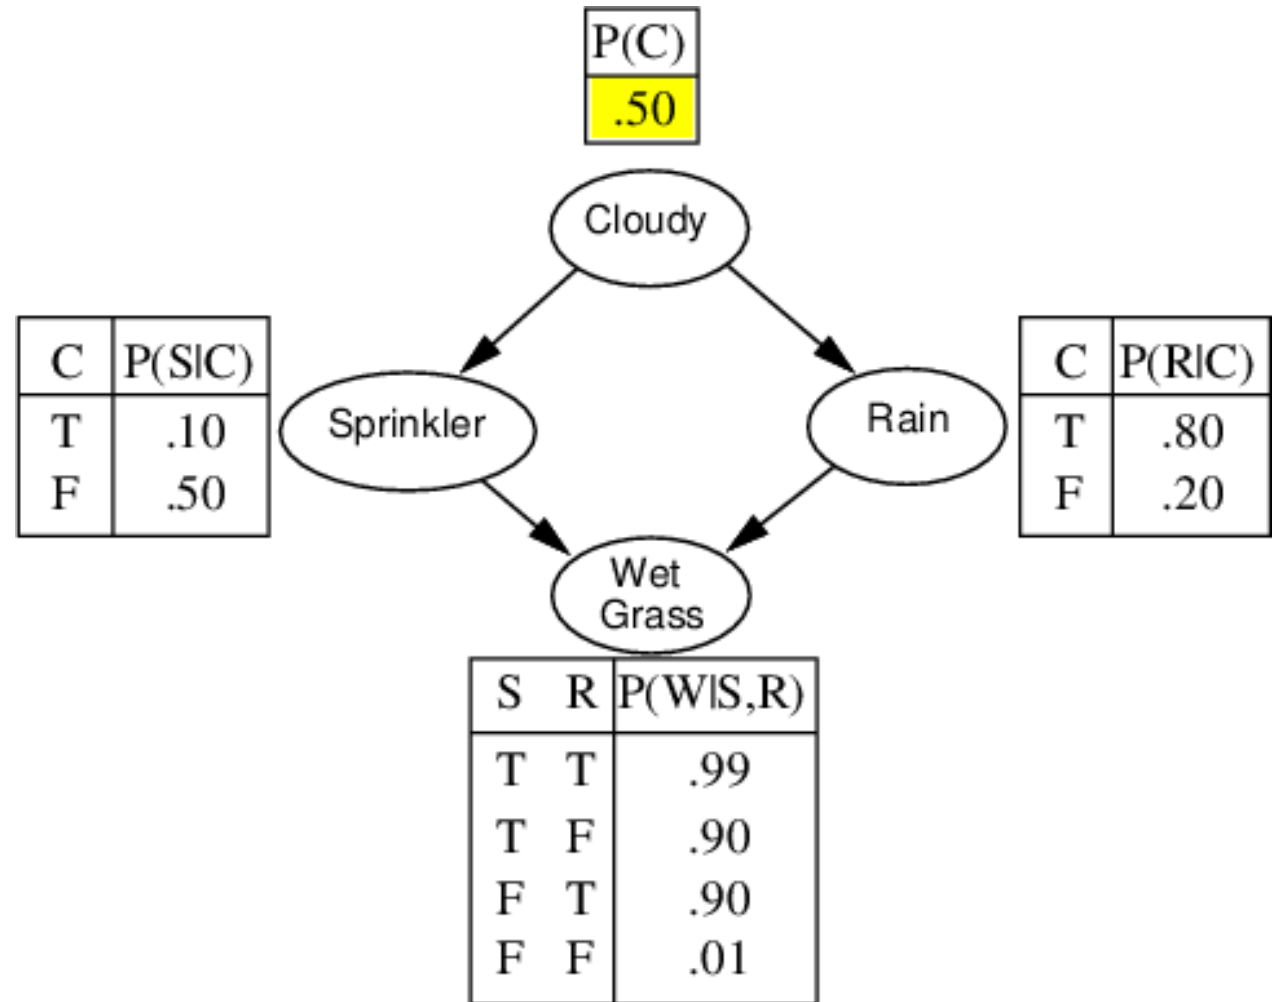 P(C)
.50
Cloudy
C P(S|C)
T .10
F .50
Sprinkler
Rain
C P(R|C)
T .80
F .20
Wet
Grass
S R P(W|S,R)
T T .99
T F .90
F T .90
F F .01